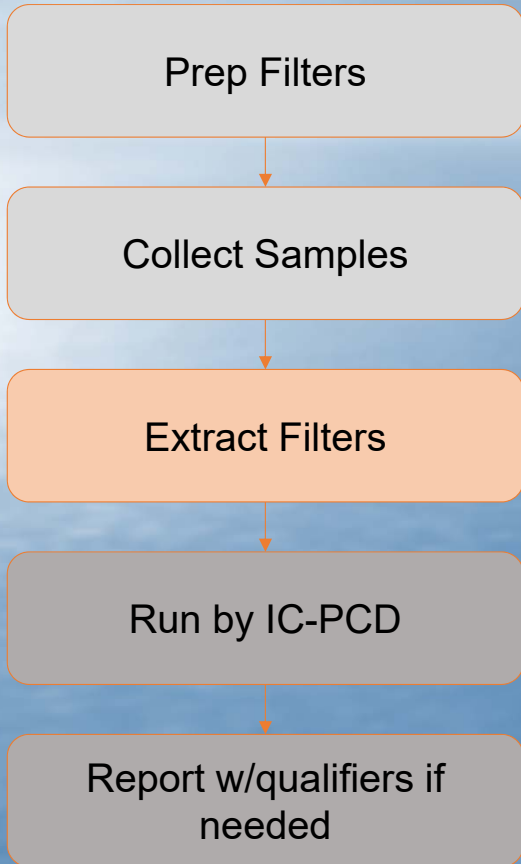 Prep Filters
Collect Samples
Extract Filters
Run by IC-PCD
Report w/qualifiers if
needed